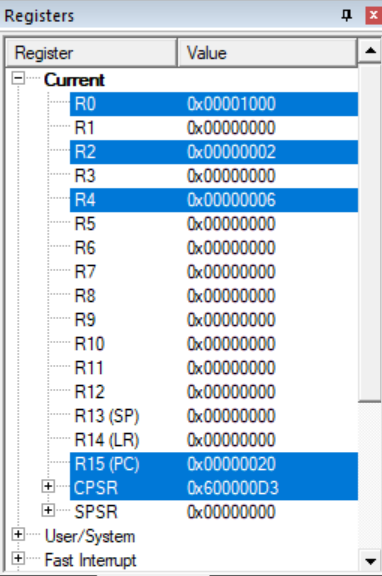 Registers
Register Value
Current
R0 0x00001000
R1 0x00000000
R2 0x00000002
R3 0x00000000
R4 0x00000006
R5 0x00000000
R6 0x00000000
R7 0x00000000
R8 0x00000000
R9 0x00000000
R10 0x00000000
R11 0x00000000
R12 0x00000000
R13 (SP) 0x00000000
R14 (LR) 0x00000000
R15 (PC) 0x00000020
CPSR 0x600000D3
SPSR 0x00000000
User/System
Fast Interrupt